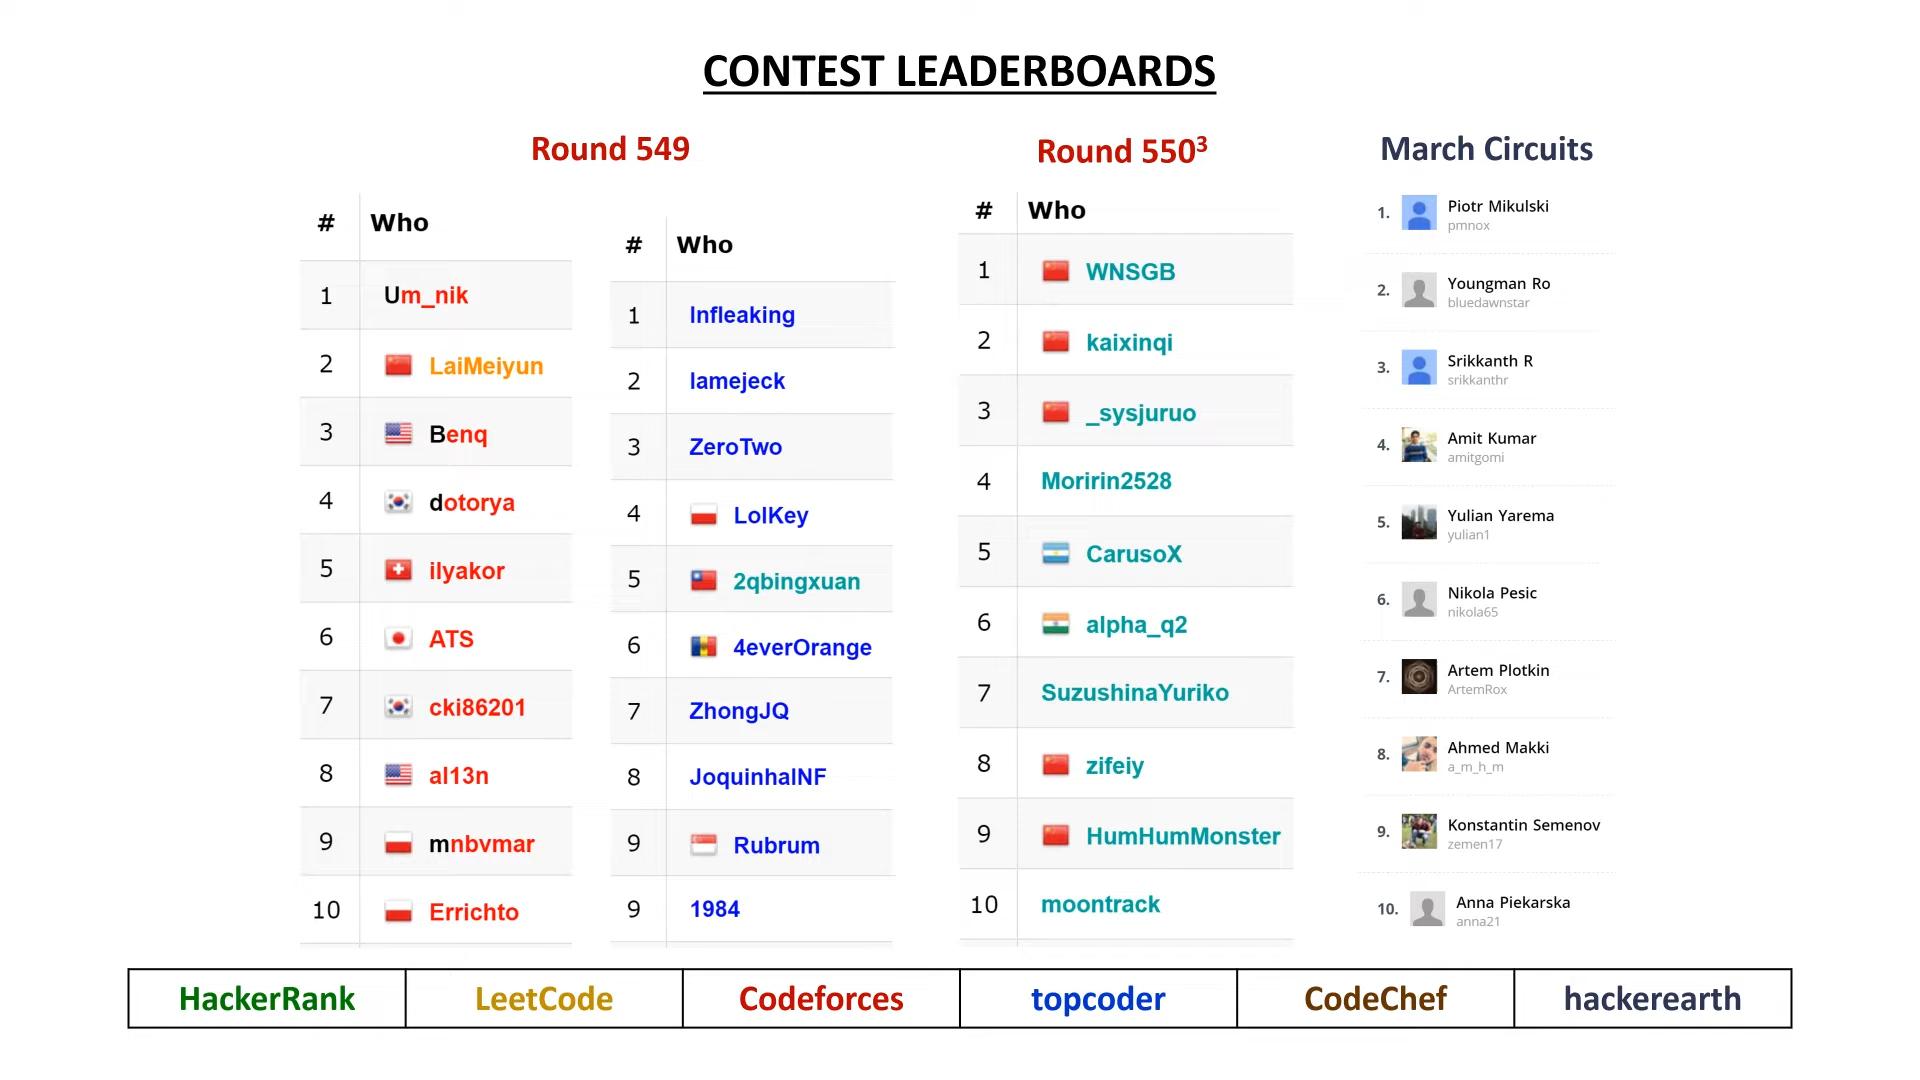 CONTEST LEADERBOARDS
Round 549
# Who
1 Um_nik
2 LaiMeiyun
3 Benq
4 dotorya
5 ilyakor
6 ATS
7 cki86201
8 al13n
9 mnbvmar
10 Errichto
# Who
1 Infleaking
2 lamejeck
3 ZeroTwo
4 LolKey
5 2qbingxuan
6 4everOrange
7 ZhongJQ
8 JoquinhaINF
9 Rubrum
9 1984
Round 550³
# Who
1 WNSGB
2 kaixinqi
3 _sysjuruo
4 Moririn2528
5 CarusoX
6 alpha_q2
7 SuzushinaYuriko
8 zifeiy
9 HumHumMonster
10 moontrack
March Circuits
1. Piotr Mikulski
pmnox
2. Youngman Ro
bluedawnstar
3. Srikkanth R
srikkanthr
4. Amit Kumar
amitgomi
5. Yulian Yarema
yulian1
6. Nikola Pesic
nikola65
7. Artem Plotkin
ArtemRox
8. Ahmed Makki
a_m_h_m
9. Konstantin Semenov
zemen17
10. Anna Piekarska
anna21
HackerRank LeetCode Codeforces topcoder CodeChef hackerearth